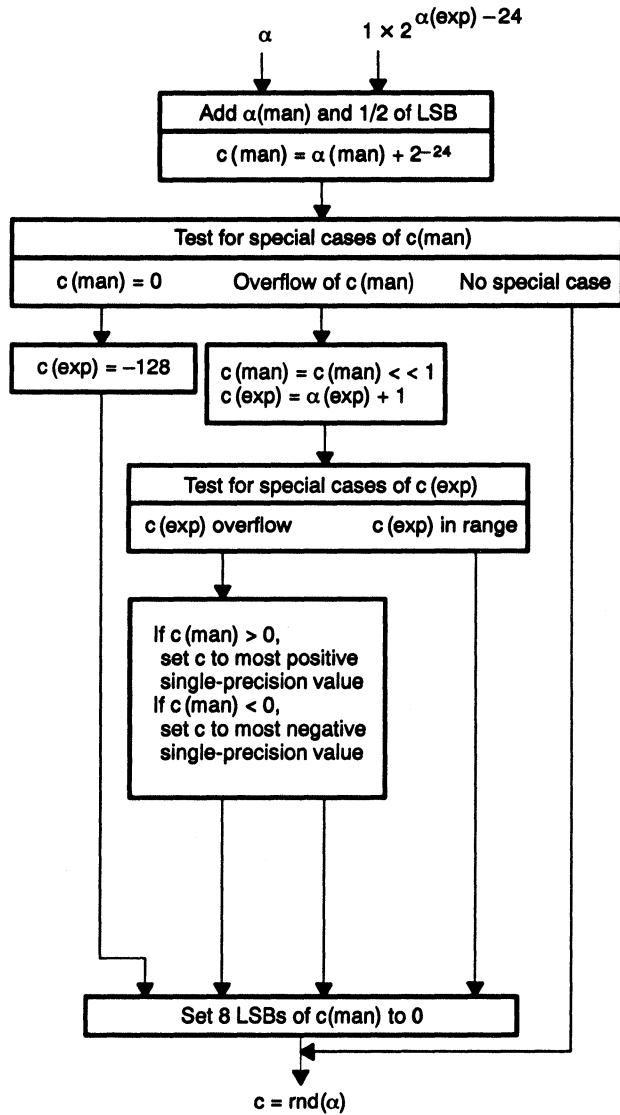 α
1 × 2^α(exp) −24
Add α(man) and 1/2 of LSB
c (man) = α (man) + 2^−24
Test for special cases of c(man)
c (man) = 0 Overflow of c (man) No special case
c (exp) = −128
c (man) = c (man) < < 1
c (exp) = α (exp) + 1
Test for special cases of c (exp)
c (exp) overflow c (exp) in range
If c (man) > 0,
set c to most positive
single-precision value
If c (man) < 0,
set c to most negative
single-precision value
Set 8 LSBs of c(man) to 0
c = rnd(α)